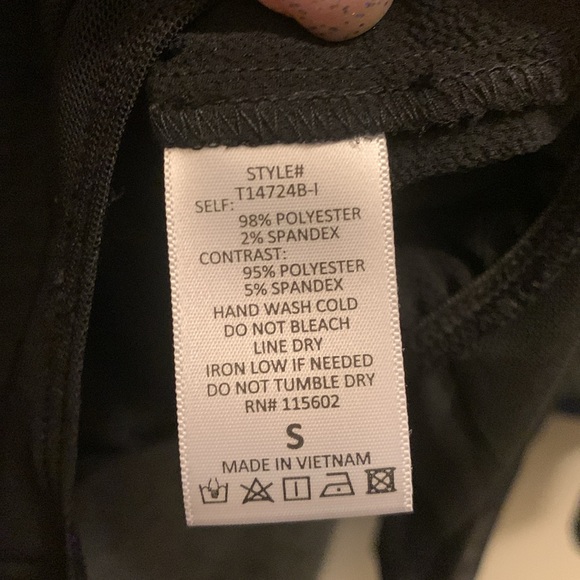 STYLE#
T14724B-I
SELF:
98% POLYESTER
2% SPANDEX
CONTRAST:
95% POLYESTER
5% SPANDEX
HAND WASH COLD
DO NOT BLEACH
LINE DRY
IRON LOW IF NEEDED
DO NOT TUMBLE DRY
RN# 115602
S
MADE IN VIETNAM